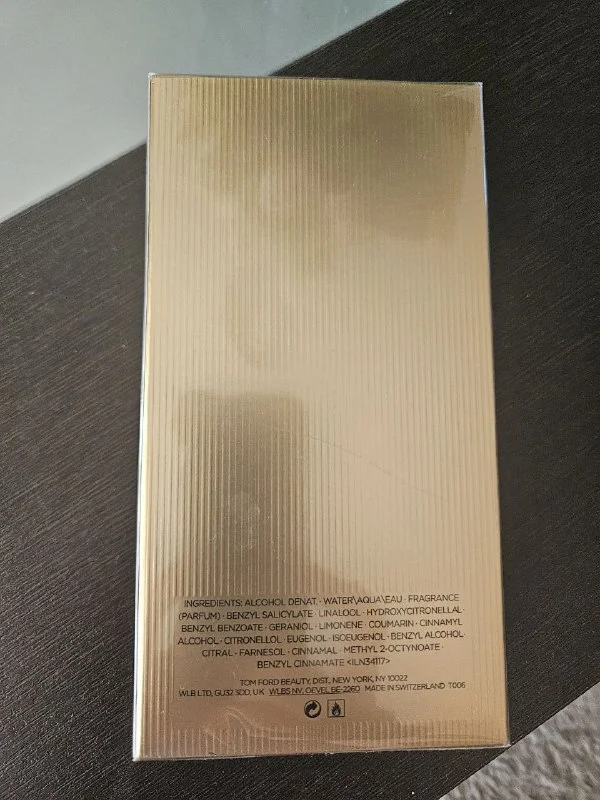 INGREDIENTS: ALCOHOL DENAT. · WATER\AQUA\EAU · FRAGRANCE
(PARFUM) · BENZYL SALICYLATE · LINALOOL · HYDROXYCITRONELLAL ·
BENZYL BENZOATE · GERANIOL · LIMONENE · COUMARIN · CINNAMYL
ALCOHOL · CITRONELLOL · EUGENOL · ISOEUGENOL · BENZYL ALCOHOL ·
CITRAL · FARNESOL · CINNAMAL · METHYL 2-OCTYNOATE ·
BENZYL CINNAMATE <ILN34117>
TOM FORD BEAUTY, DIST. NEW YORK, NY 10022
WLB LTD, GU32 3DD, UK WLBS NV, OEVEL BE-2260 MADE IN SWITZERLAND T006